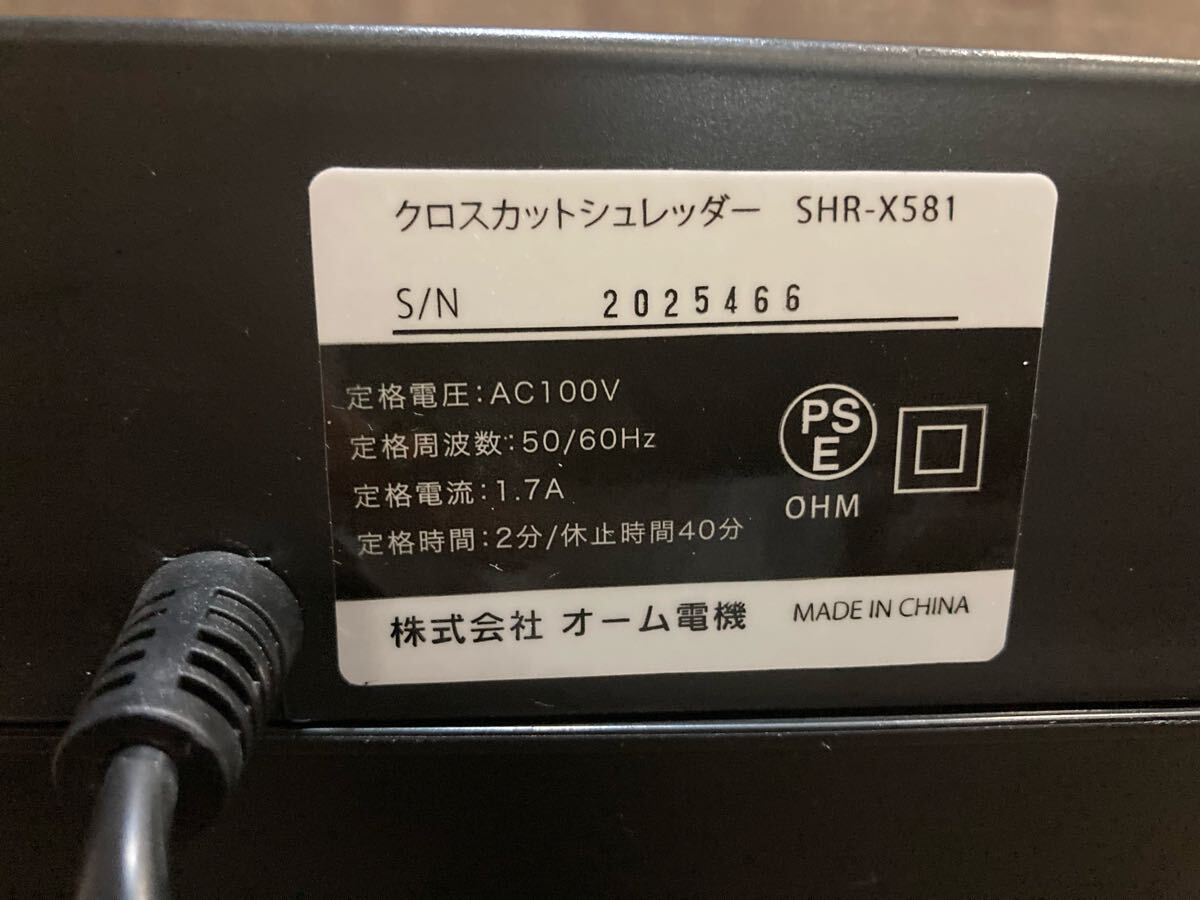 クロスカットシュレッダー SHR-X581
S/N 2025466
定格電圧:AC100V
定格周波数:50/60Hz
定格電流:1.7A
定格時間:2分/休止時間40分
PS
E
OHM
株式会社 オーム電機 MADE IN CHINA